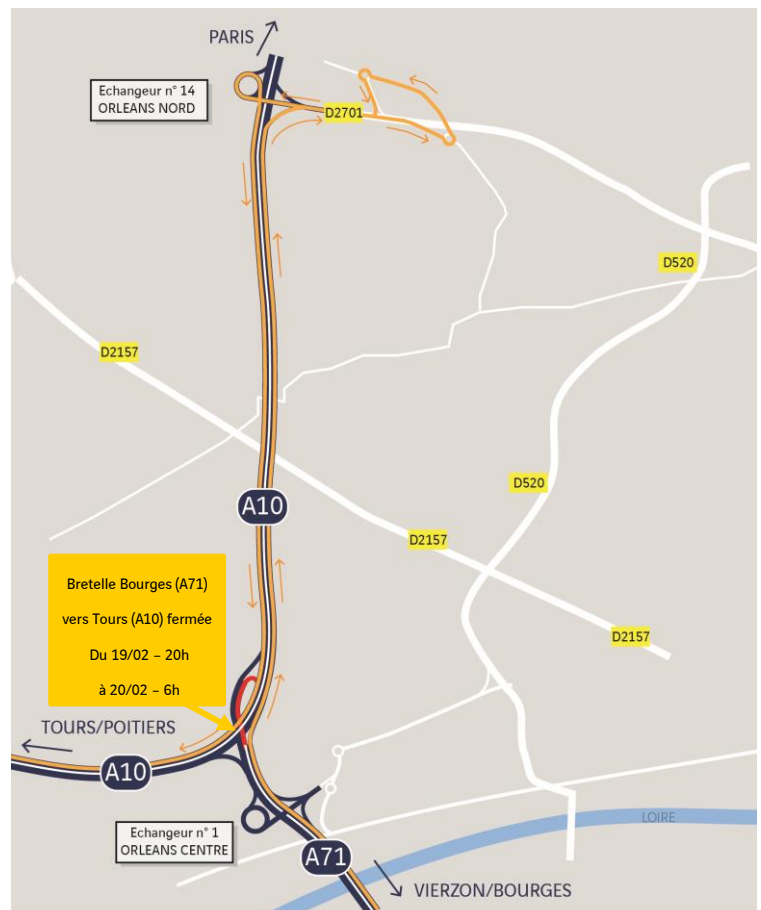 PARIS
Echangeur n° 14
ORLEANS NORD
D2701
D520
D2157
D520
A10
D2157
Bretelle Bourges (A71)
vers Tours (A10) fermée
Du 19/02 – 20h
à 20/02 – 6h
D2157
TOURS/POITIERS
A10
Echangeur n° 1
ORLEANS CENTRE
LOIRE
A71
VIERZON/BOURGES